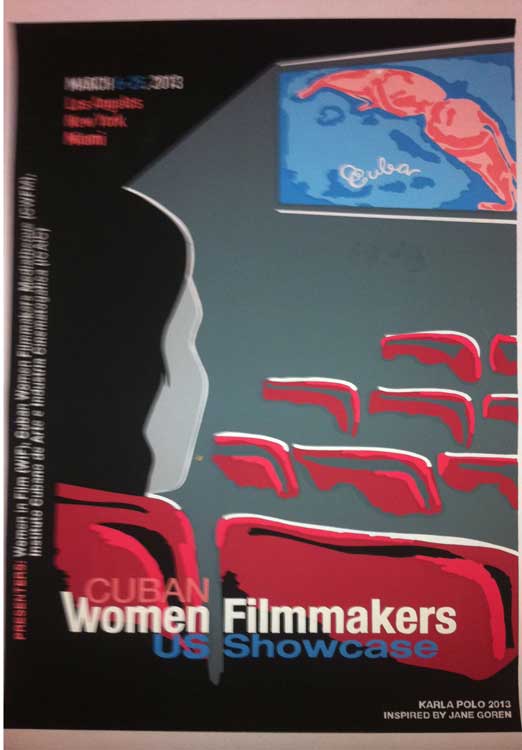 MARCH 2013
Los Angeles
New York
Miami
Cuba
PRESENTERS: Women in Film (WIF), Cuban Women Filmmakers Mediatheque (CWFM),
Instituto Cubano de Arte e Industria Cinematográfica (ICAIC)
CUBAN
Women Filmmakers
US Showcase
KARLA POLO 2013
INSPIRED BY JANE GOREN